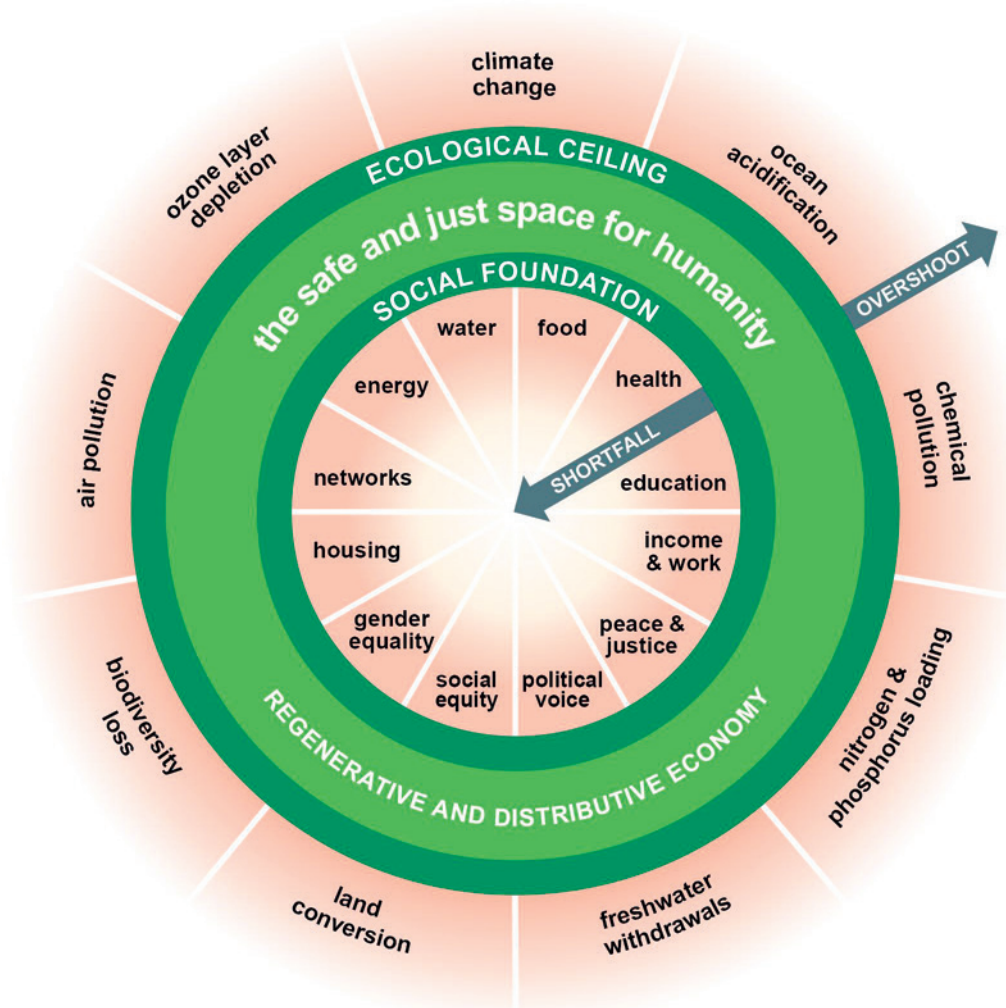 climate
change
ocean
acidification
OVERSHOOT
chemical
pollution
nitrogen &
phosphorus loading
freshwater
withdrawals
land
conversion
biodiversity
loss
air pollution
ozone layer
depletion
ECOLOGICAL CEILING
the safe and just space for humanity
SOCIAL FOUNDATION
water
food
health
SHORTFALL
education
income
& work
peace &
justice
political
voice
social
equity
gender
equality
housing
networks
energy
REGENERATIVE AND DISTRIBUTIVE ECONOMY